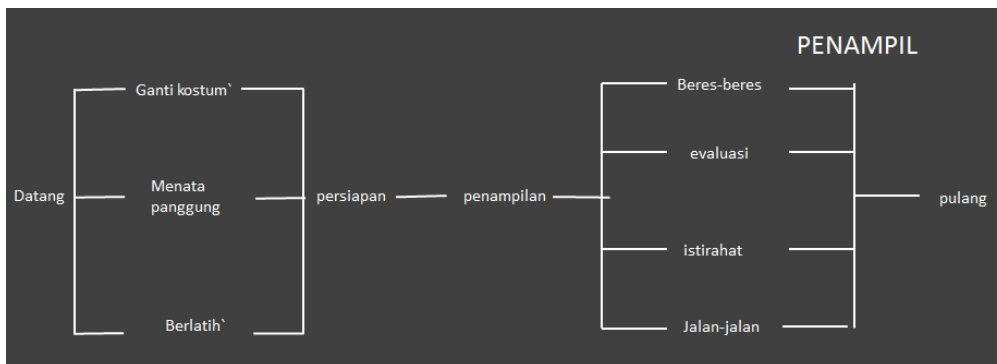 PENAMPIL
Datang
Ganti kostum`
Menata
panggung
Berlatih`
persiapan
penampilan
Beres-beres
evaluasi
istirahat
Jalan-jalan
pulang